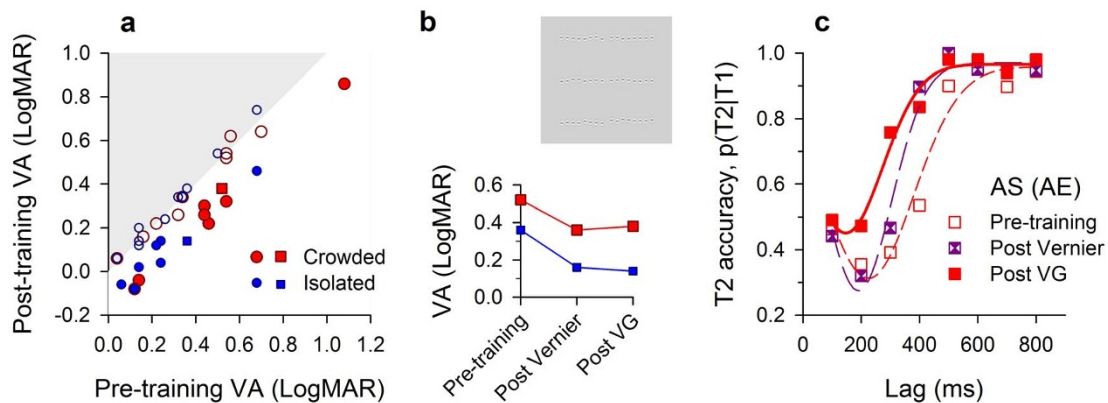 a
Post-training VA (LogMAR)
1.0
0.8
0.6
0.4
0.2
0.0
-0.2
0.0 0.2 0.4 0.6 0.8 1.0 1.2
Pre-training VA (LogMAR)
Crowded
Isolated
b
VA (LogMAR)
0.6
0.4
0.2
0.0
Pre-training
Post Vernier
Post VG
c
T2 accuracy, p(T2|T1)
1.0
0.8
0.6
0.4
0.2
0 200 400 600 800
Lag (ms)
AS (AE)
Pre-training
Post Vernier
Post VG